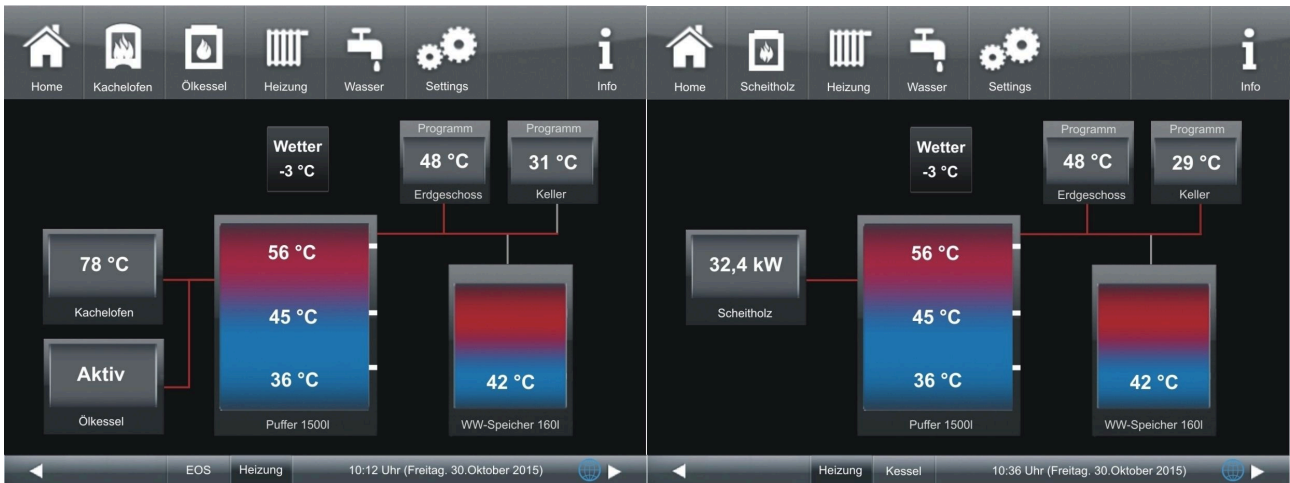 Home Kachelofen Ölkessel Heizung Wasser Settings Info
Wetter
-3 °C
Programm
48 °C
Erdgeschoss
Programm
31 °C
Keller
78 °C
Kachelofen
Aktiv
Ölkessel
56 °C
45 °C
36 °C
Puffer 1500l
42 °C
WW-Speicher 160l
EOS Heizung 10:12 Uhr (Freitag. 30.Oktober 2015)
Home Scheitholz Heizung Wasser Settings Info
Wetter
-3 °C
Programm
48 °C
Erdgeschoss
Programm
29 °C
Keller
32,4 kW
Scheitholz
56 °C
45 °C
36 °C
Puffer 1500l
42 °C
WW-Speicher 160l
Heizung Kessel 10:36 Uhr (Freitag. 30.Oktober 2015)